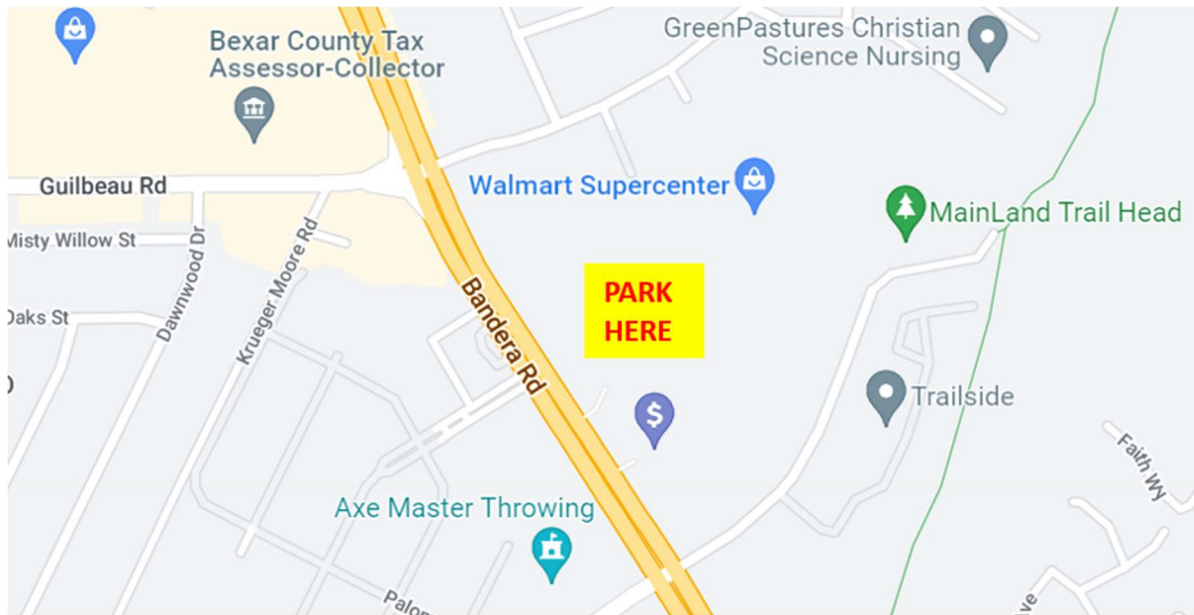 Bexar County Tax
Assessor-Collector
GreenPastures Christian
Science Nursing
Guilbeau Rd
Walmart Supercenter
MainLand Trail Head
Misty Willow St
Dawnwood Dr
Krueger Moore Rd
PARK
HERE
Bandera Rd
Oaks St
$
Trailside
Faith Wy
Axe Master Throwing